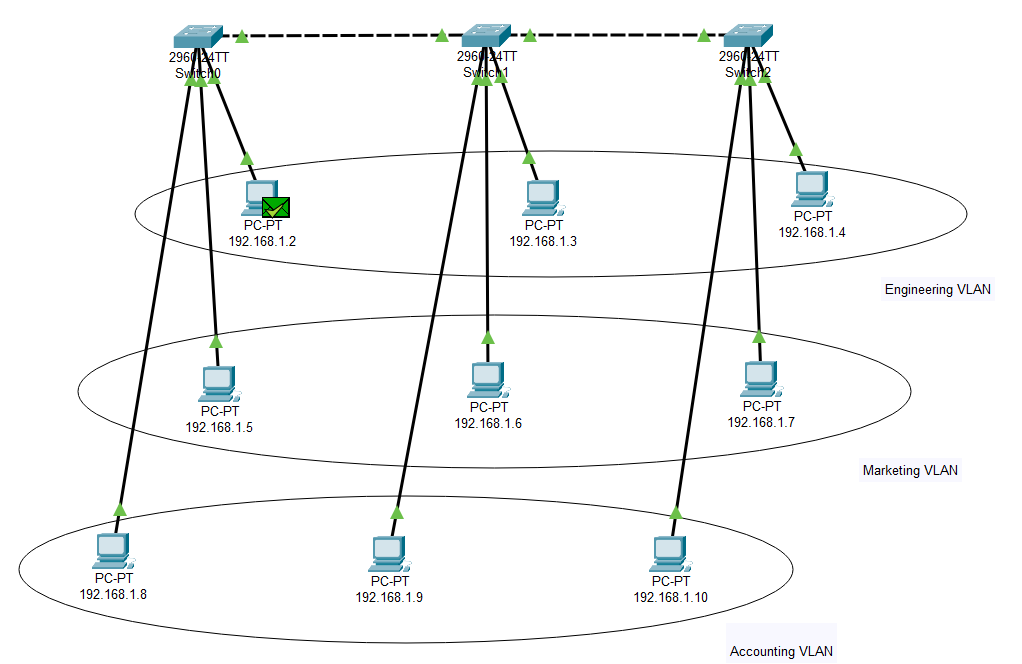 2960-24TT
Switch0
2960-24TT
Switch1
2960-24TT
Switch2
PC-PT
192.168.1.2
PC-PT
192.168.1.3
PC-PT
192.168.1.4
Engineering VLAN
PC-PT
192.168.1.5
PC-PT
192.168.1.6
PC-PT
192.168.1.7
Marketing VLAN
PC-PT
192.168.1.8
PC-PT
192.168.1.9
PC-PT
192.168.1.10
Accounting VLAN